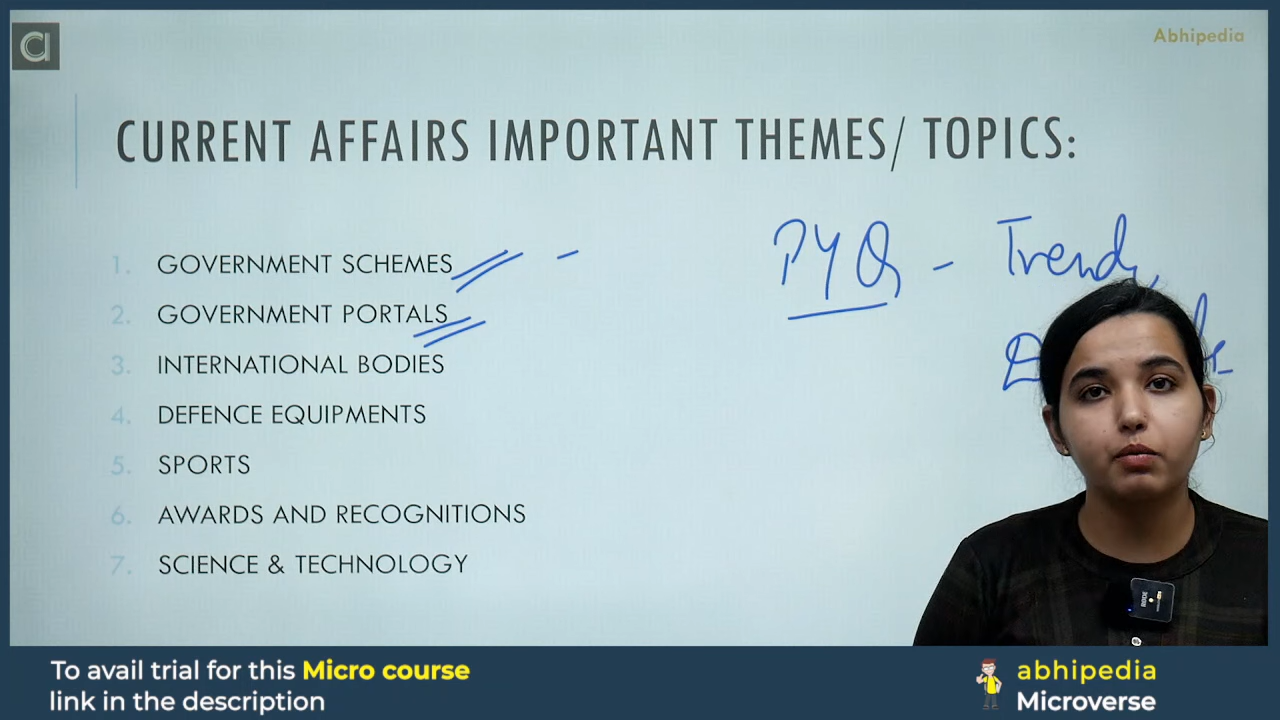 Abhipedia
CURRENT AFFAIRS IMPORTANT THEMES/ TOPICS:
1. GOVERNMENT SCHEMES
2. GOVERNMENT PORTALS
3. INTERNATIONAL BODIES
4. DEFENCE EQUIPMENTS
5. SPORTS
6. AWARDS AND RECOGNITIONS
7. SCIENCE & TECHNOLOGY
PYQs - Trends,
To avail trial for this Micro course
link in the description
abhipedia
Microverse